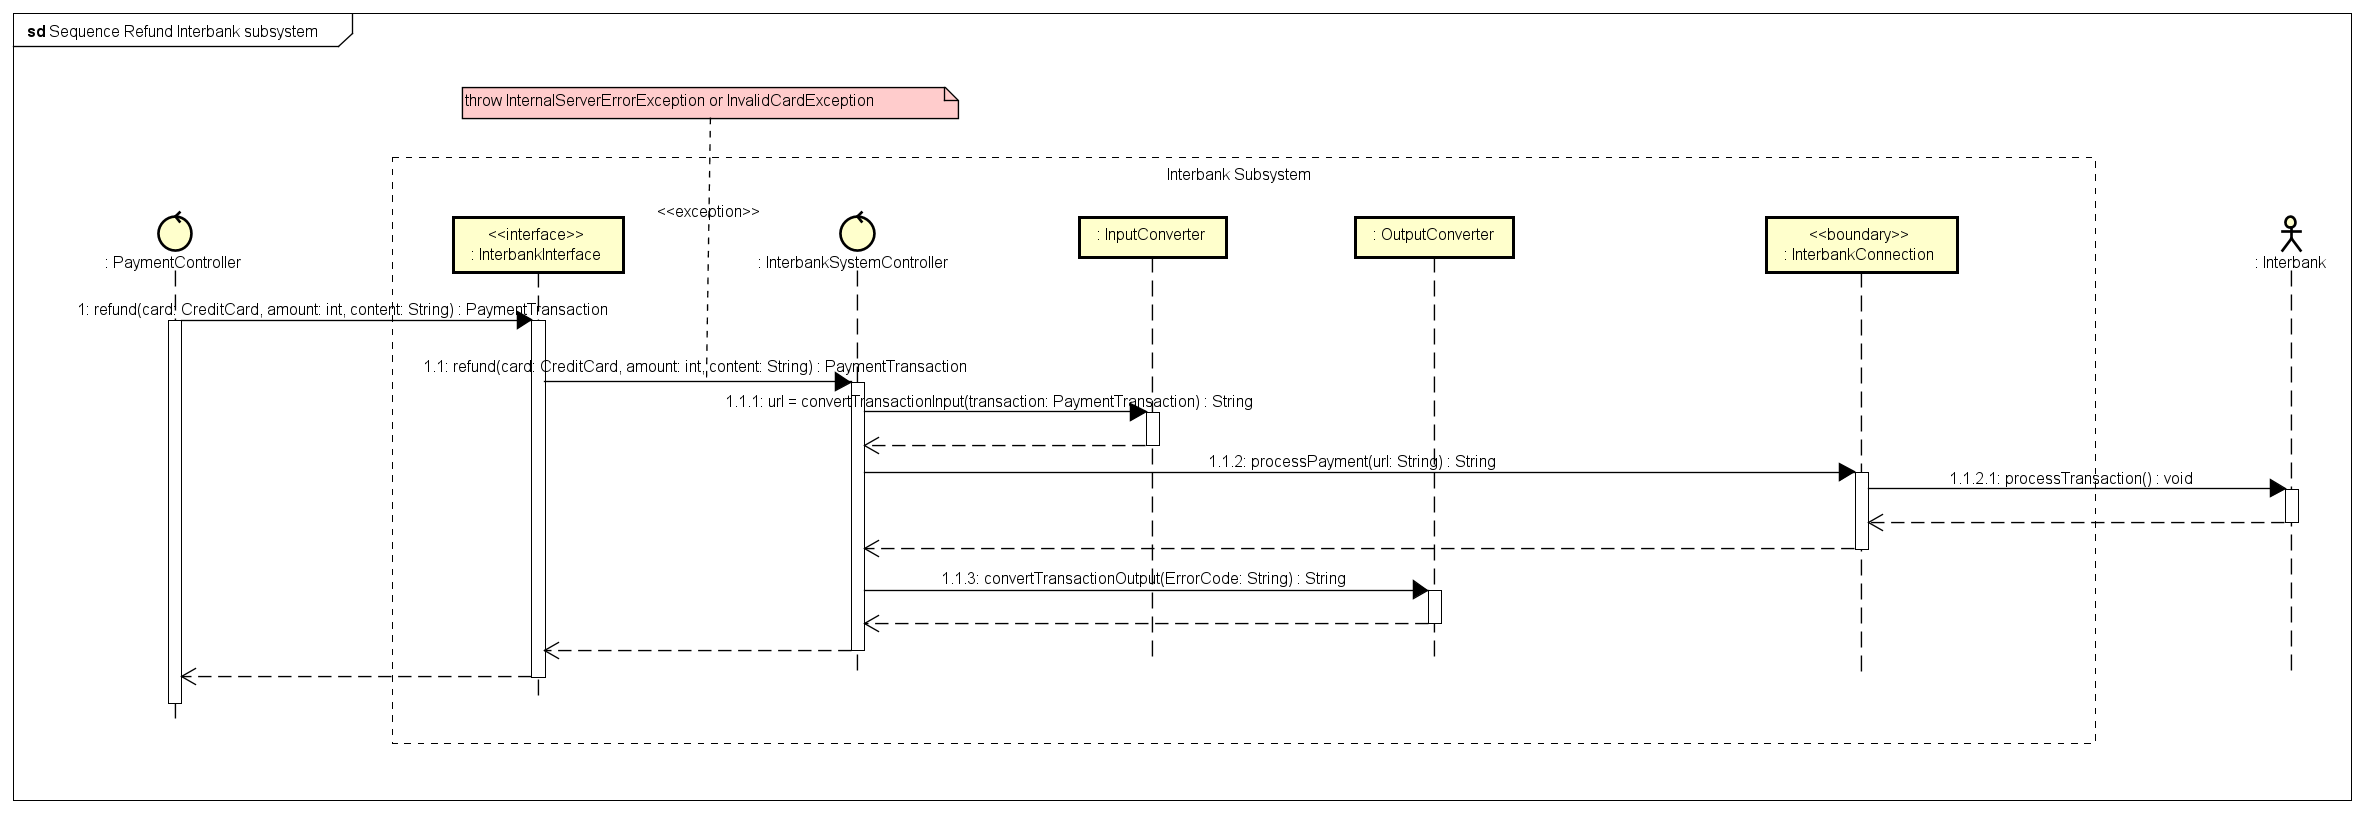 sd Sequence Refund Interbank subsystem
throw InternalServerErrorException or InvalidCardException
Interbank Subsystem
<<exception>>
: PaymentController
<<interface>>
: InterbankInterface
: InterbankSystemController
: InputConverter
: OutputConverter
<<boundary>>
: InterbankConnection
: Interbank
1: refund(card: CreditCard, amount: int, content: String) : PaymentTransaction
1.1: refund(card: CreditCard, amount: int, content: String) : PaymentTransaction
1.1.1: url = convertTransactionInput(transaction: PaymentTransaction) : String
1.1.2: processPayment(url: String) : String
1.1.2.1: processTransaction() : void
1.1.3: convertTransactionOutput(ErrorCode: String) : String